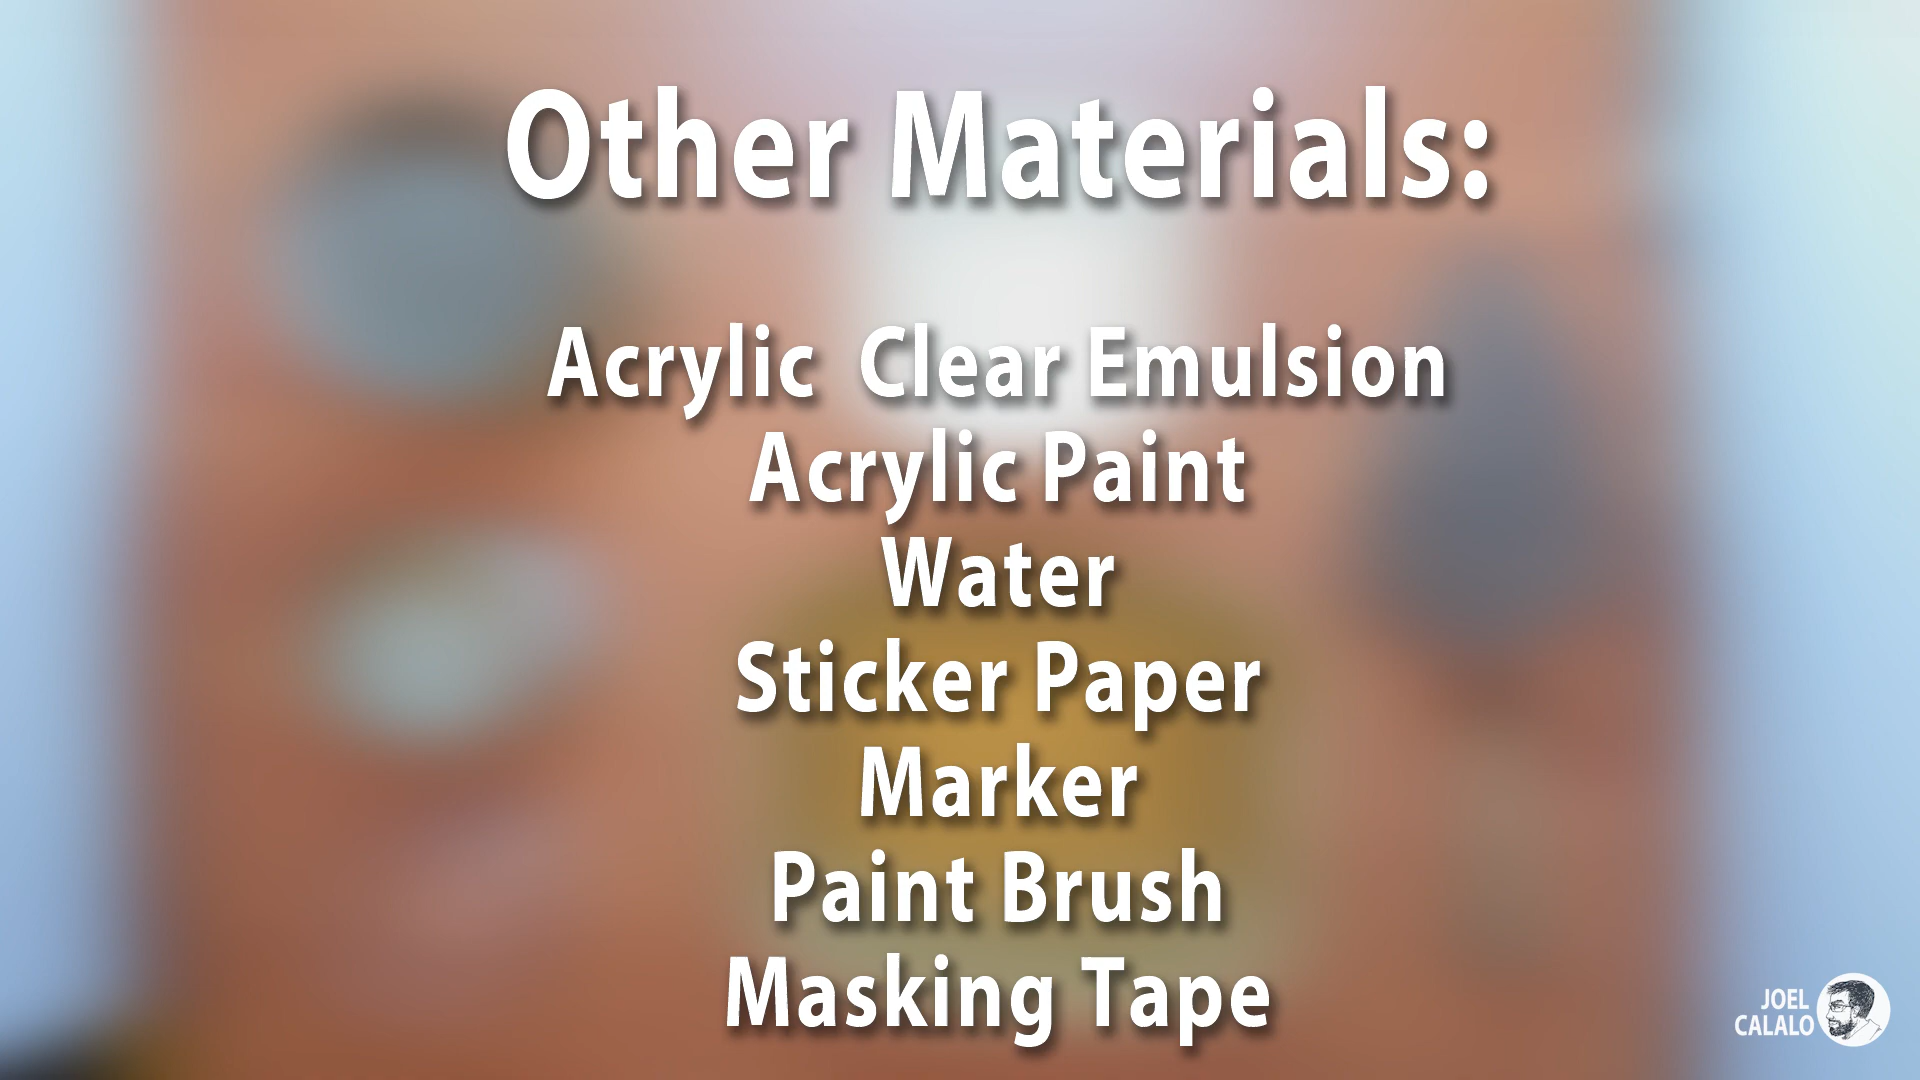 Other Materials:
Acrylic  Clear Emulsion
Acrylic Paint
Water
Sticker Paper
Marker
Paint Brush
Masking Tape
JOEL
CALALO